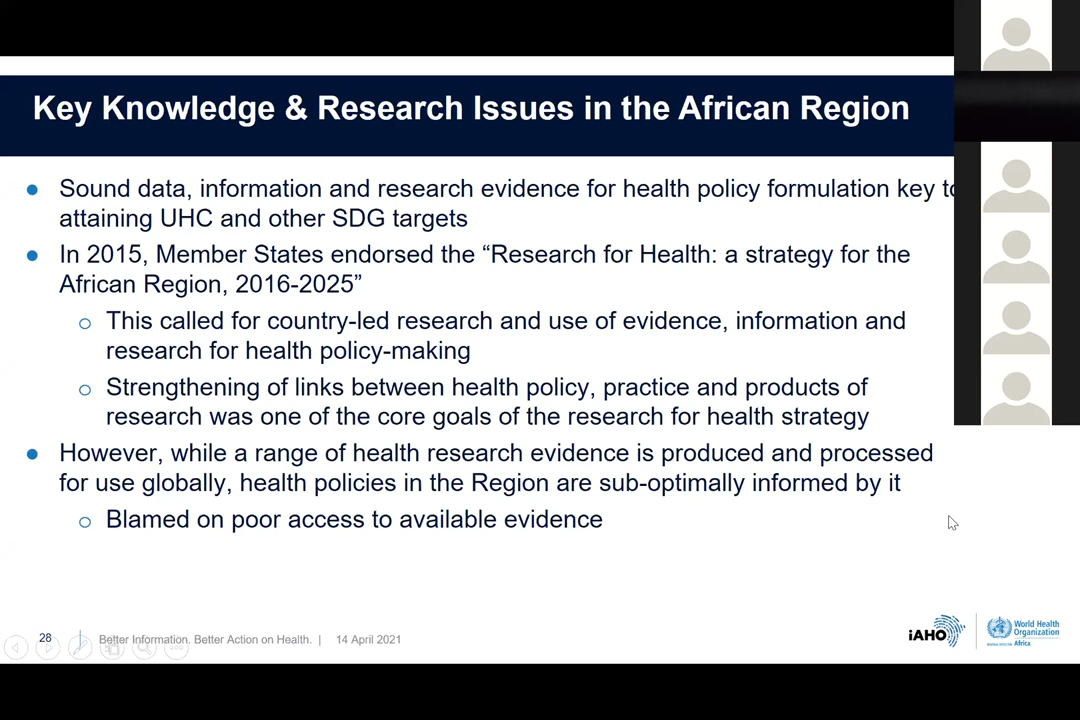 Key Knowledge & Research Issues in the African Region
● Sound data, information and research evidence for health policy formulation key to
attaining UHC and other SDG targets
● In 2015, Member States endorsed the “Research for Health: a strategy for the
African Region, 2016-2025”
○ This called for country-led research and use of evidence, information and
research for health policy-making
○ Strengthening of links between health policy, practice and products of
research was one of the core goals of the research for health strategy
● However, while a range of health research evidence is produced and processed
for use globally, health policies in the Region are sub-optimally informed by it
○ Blamed on poor access to available evidence
28
Better Information. Better Action on Health. | 14 April 2021
iAHO
World Health
Organization
Africa